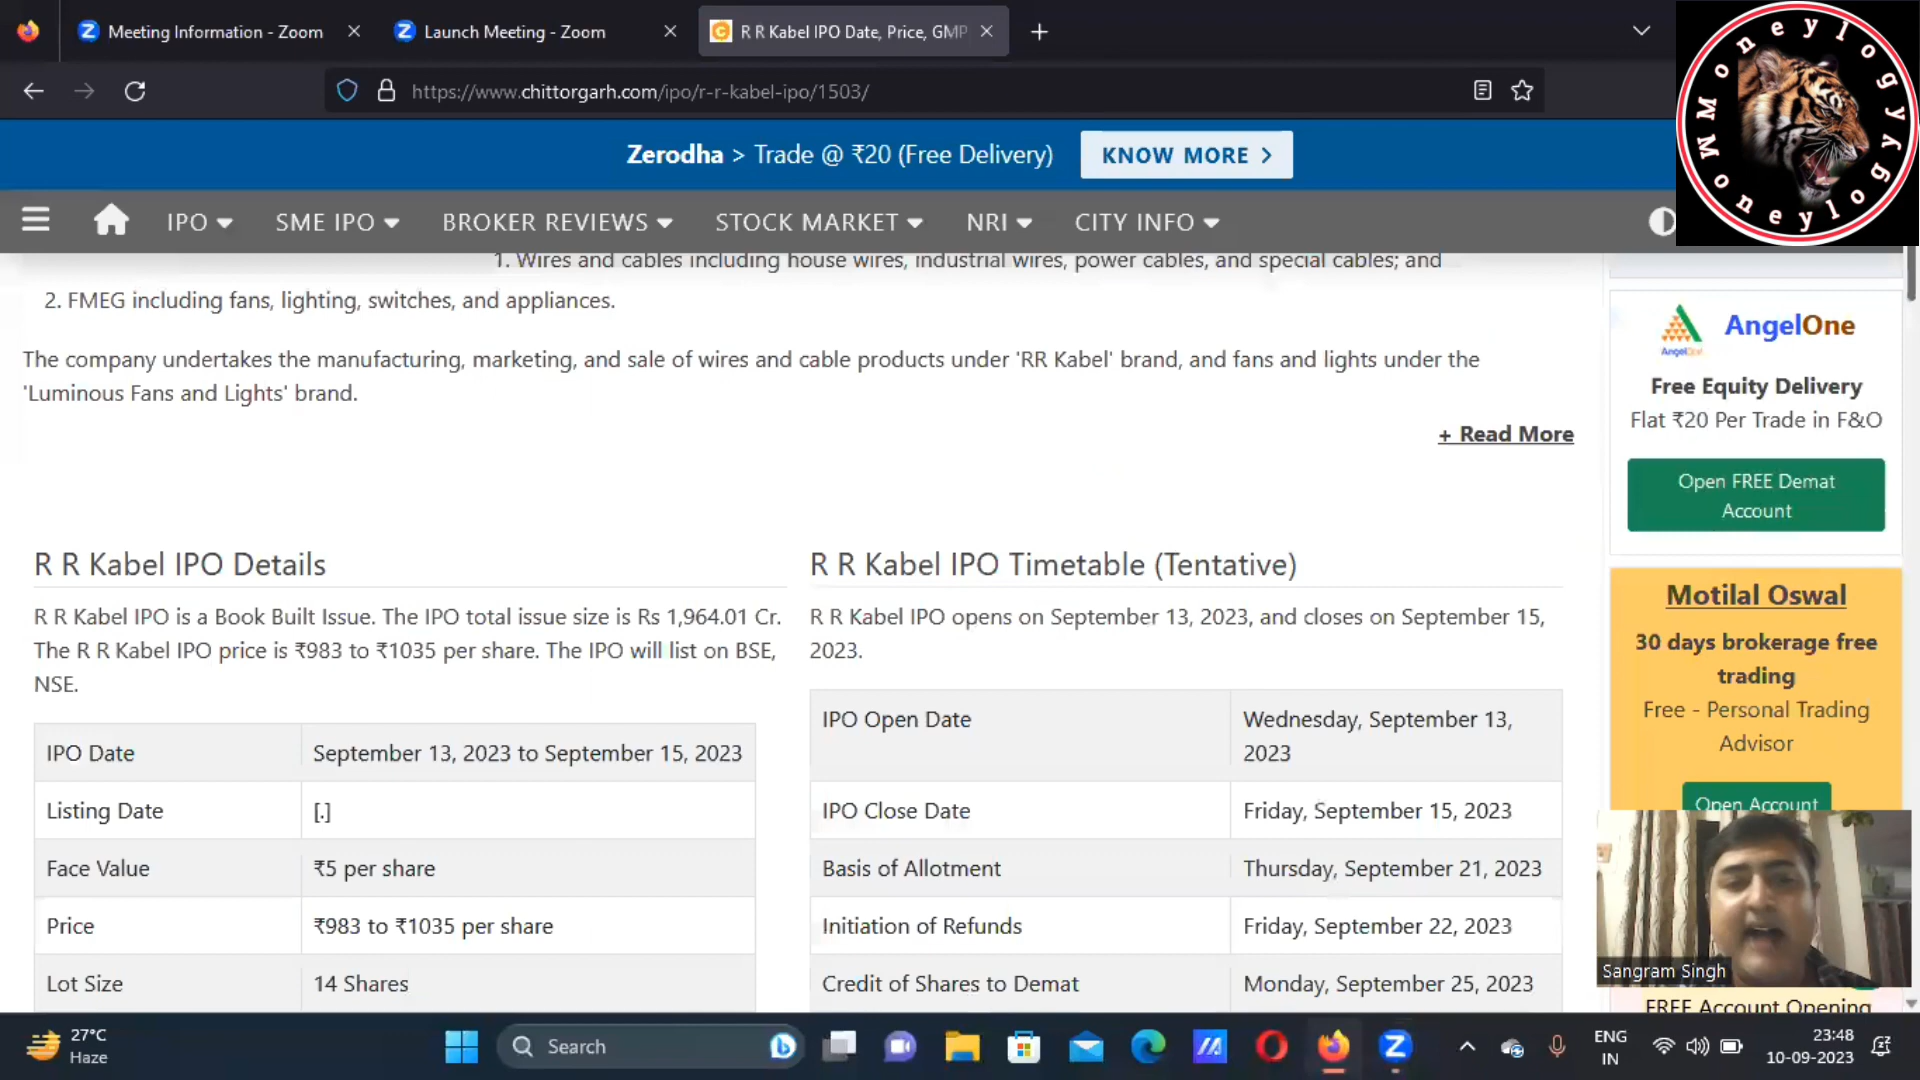 Meeting Information - Zoom
Launch Meeting - Zoom
R R Kabel IPO Date, Price, GMP
https://www.chittorgarh.com/ipo/r-r-kabel-ipo/1503/
Moneylogyy Moneylogyy
Zerodha > Trade @ ₹20 (Free Delivery)
KNOW MORE >
IPO
SME IPO
BROKER REVIEWS
STOCK MARKET
NRI
CITY INFO
1. Wires and cables including house wires, industrial wires, power cables, and special cables; and
2. FMEG including fans, lighting, switches, and appliances.
The company undertakes the manufacturing, marketing, and sale of wires and cable products under 'RR Kabel' brand, and fans and lights under the
'Luminous Fans and Lights' brand.
+ Read More
R R Kabel IPO Details
R R Kabel IPO is a Book Built Issue. The IPO total issue size is Rs 1,964.01 Cr.
The R R Kabel IPO price is ₹983 to ₹1035 per share. The IPO will list on BSE,
NSE.
IPO Date September 13, 2023 to September 15, 2023
Listing Date [.]
Face Value ₹5 per share
Price ₹983 to ₹1035 per share
Lot Size 14 Shares
R R Kabel IPO Timetable (Tentative)
R R Kabel IPO opens on September 13, 2023, and closes on September 15,
2023.
IPO Open Date Wednesday, September 13,
2023
IPO Close Date Friday, September 15, 2023
Basis of Allotment Thursday, September 21, 2023
Initiation of Refunds Friday, September 22, 2023
Credit of Shares to Demat Monday, September 25, 2023
AngelOne
AngelOne
Free Equity Delivery
Flat ₹20 Per Trade in F&O
Open FREE Demat
Account
Motilal Oswal
30 days brokerage free
trading
Free - Personal Trading
Advisor
Open Account
Sangram Singh
FREE Account Opening
27°C
Haze
Search
ENG
IN
23:48
10-09-2023